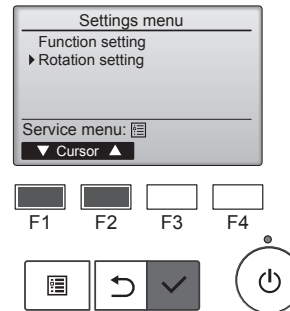 Settings menu
Function setting
Rotation setting
Service menu:
Cursor
F1 F2 F3 F4